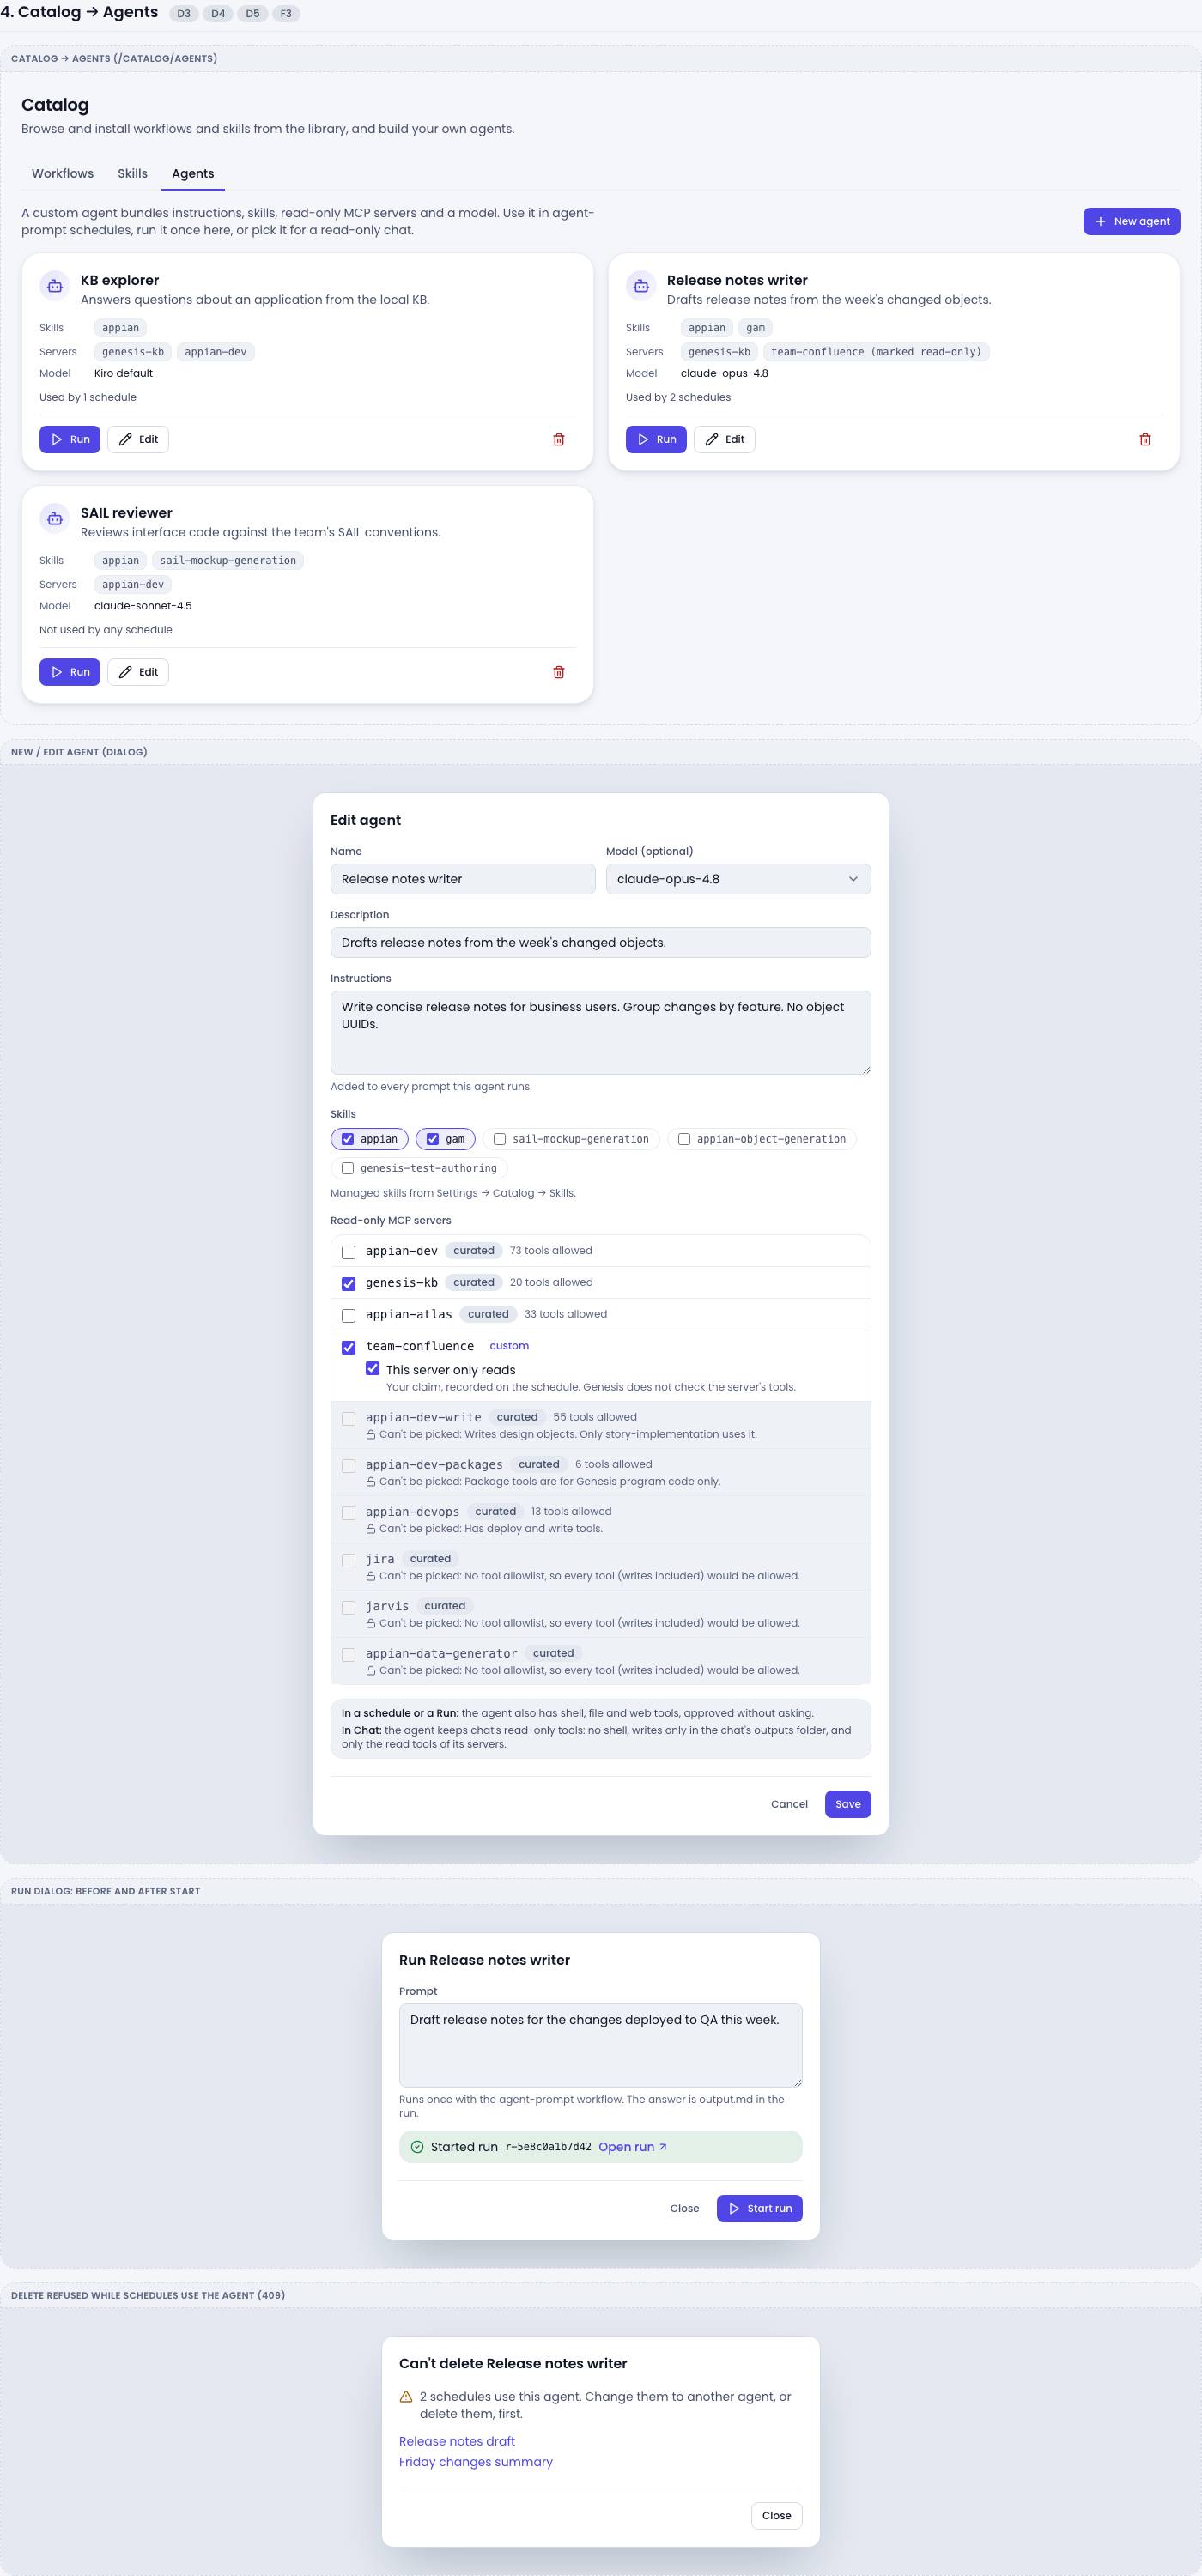 4. Catalog → Agents D3 D4 D5 F3
CATALOG → AGENTS (/CATALOG/AGENTS)
Catalog
Browse and install workflows and skills from the library, and build your own agents.
Workflows Skills Agents
A custom agent bundles instructions, skills, read-only MCP servers and a model. Use it in agent-
prompt schedules, run it once here, or pick it for a read-only chat.
New agent
KB explorer
Answers questions about an application from the local KB.
Skills appian
Servers genesis-kb appian-dev
Model Kiro default
Used by 1 schedule
Run Edit
Release notes writer
Drafts release notes from the week's changed objects.
Skills appian gam
Servers genesis-kb team-confluence (marked read-only)
Model claude-opus-4.8
Used by 2 schedules
Run Edit
SAIL reviewer
Reviews interface code against the team's SAIL conventions.
Skills appian sail-mockup-generation
Servers appian-dev
Model claude-sonnet-4.5
Not used by any schedule
Run Edit
NEW / EDIT AGENT (DIALOG)
Edit agent
Name Model (optional)
Release notes writer claude-opus-4.8
Description
Drafts release notes from the week's changed objects.
Instructions
Write concise release notes for business users. Group changes by feature. No object
UUIDs.
Added to every prompt this agent runs.
Skills
appian gam sail-mockup-generation appian-object-generation
genesis-test-authoring
Managed skills from Settings → Catalog → Skills.
Read-only MCP servers
appian-dev curated 73 tools allowed
genesis-kb curated 20 tools allowed
appian-atlas curated 33 tools allowed
team-confluence custom
This server only reads
Your claim, recorded on the schedule. Genesis does not check the server's tools.
appian-dev-write curated 55 tools allowed
Can't be picked: Writes design objects. Only story-implementation uses it.
appian-dev-packages curated 6 tools allowed
Can't be picked: Package tools are for Genesis program code only.
appian-devops curated 13 tools allowed
Can't be picked: Has deploy and write tools.
jira curated
Can't be picked: No tool allowlist, so every tool (writes included) would be allowed.
jarvis curated
Can't be picked: No tool allowlist, so every tool (writes included) would be allowed.
appian-data-generator curated
Can't be picked: No tool allowlist, so every tool (writes included) would be allowed.
In a schedule or a Run: the agent also has shell, file and web tools, approved without asking.
In Chat: the agent keeps chat's read-only tools: no shell, writes only in the chat's outputs folder, and
only the read tools of its servers.
Cancel Save
RUN DIALOG: BEFORE AND AFTER START
Run Release notes writer
Prompt
Draft release notes for the changes deployed to QA this week.
Runs once with the agent-prompt workflow. The answer is output.md in the
run.
Started run r-5e8c0a1b7d42 Open run ↗
Close Start run
DELETE REFUSED WHILE SCHEDULES USE THE AGENT (409)
Can't delete Release notes writer
2 schedules use this agent. Change them to another agent, or
delete them, first.
Release notes draft
Friday changes summary
Close